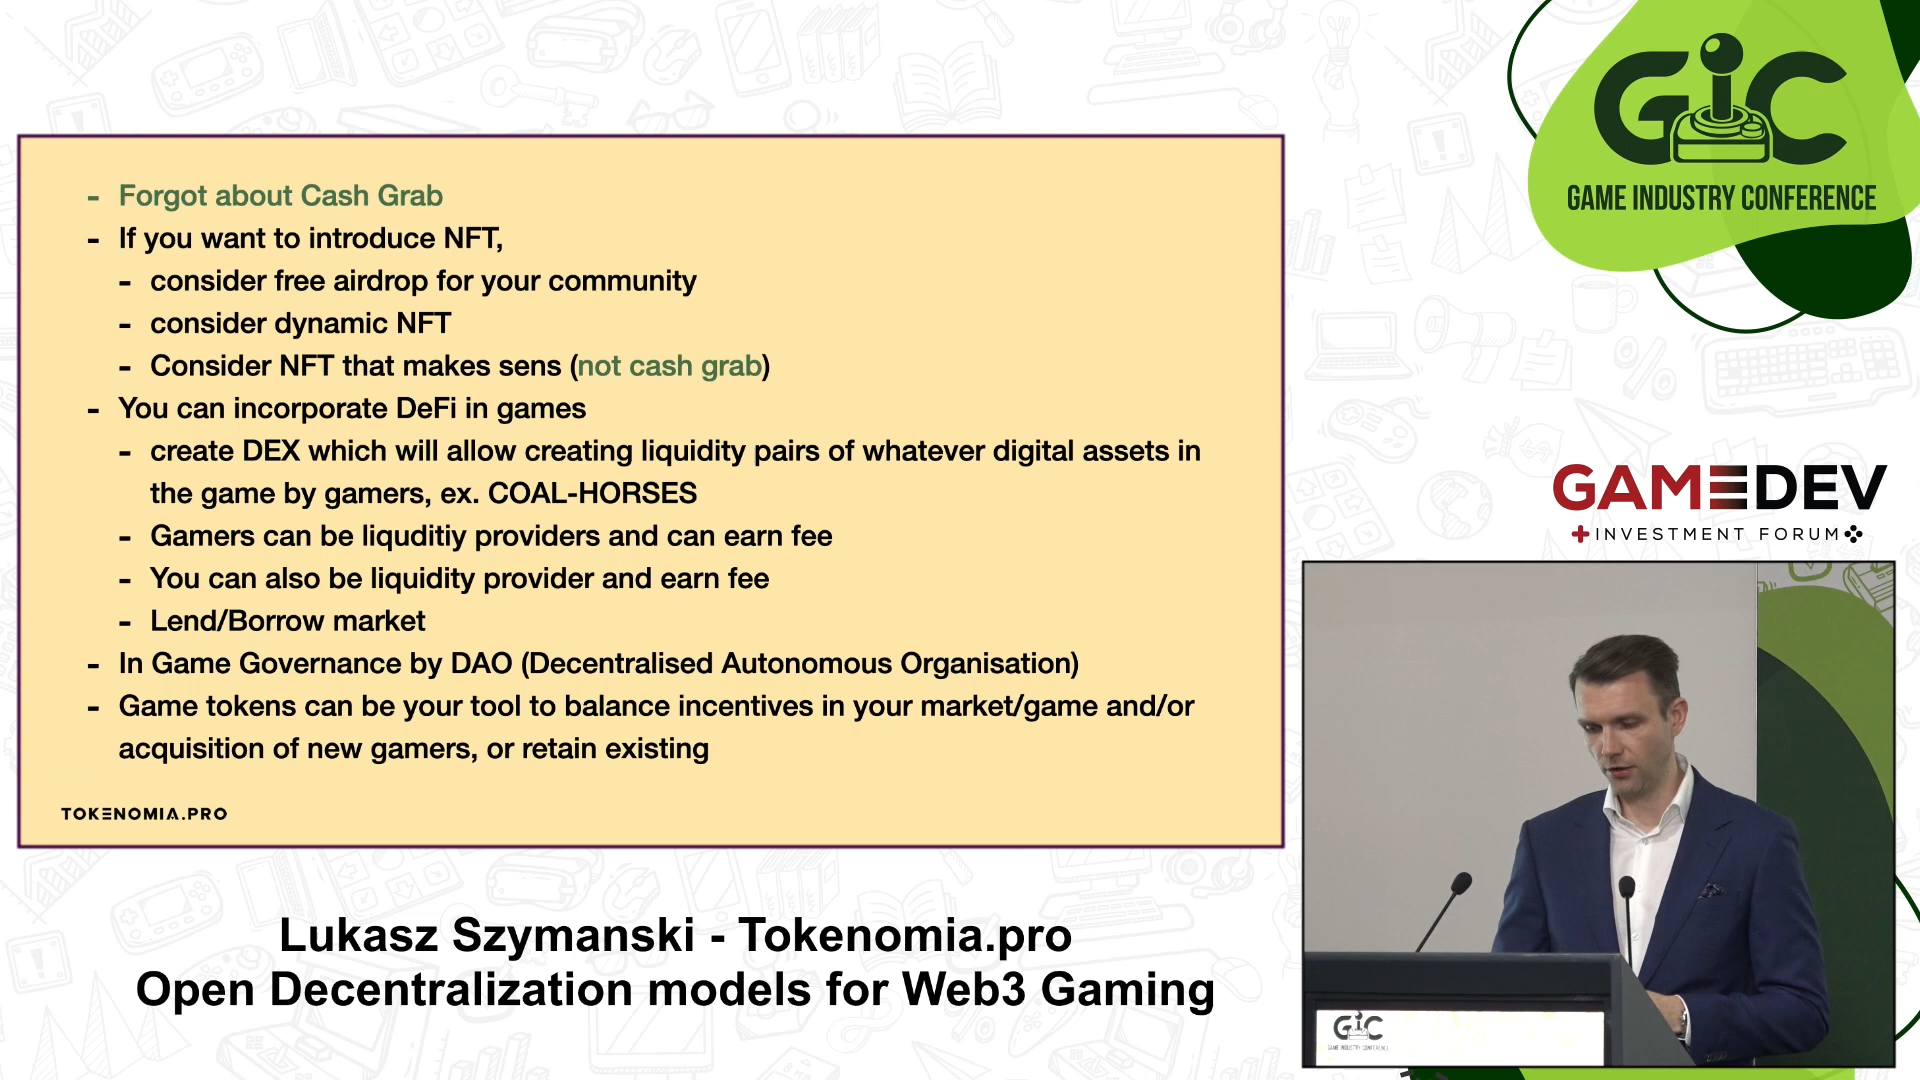 - Forgot about Cash Grab
- If you want to introduce NFT,
- consider free airdrop for your community
- consider dynamic NFT
- Consider NFT that makes sens (not cash grab)
- You can incorporate DeFi in games
- create DEX which will allow creating liquidity pairs of whatever digital assets in
the game by gamers, ex. COAL-HORSES
- Gamers can be liquditiy providers and can earn fee
- You can also be liquidity provider and earn fee
- Lend/Borrow market
- In Game Governance by DAO (Decentralised Autonomous Organisation)
- Game tokens can be your tool to balance incentives in your market/game and/or
acquisition of new gamers, or retain existing
TOKENOMIA.PRO
Lukasz Szymanski - Tokenomia.pro
Open Decentralization models for Web3 Gaming
GIC
GAME INDUSTRY CONFERENCE
GAMEDEV
INVESTMENT FORUM
GIC
GAME INDUSTRY CONFERENCE